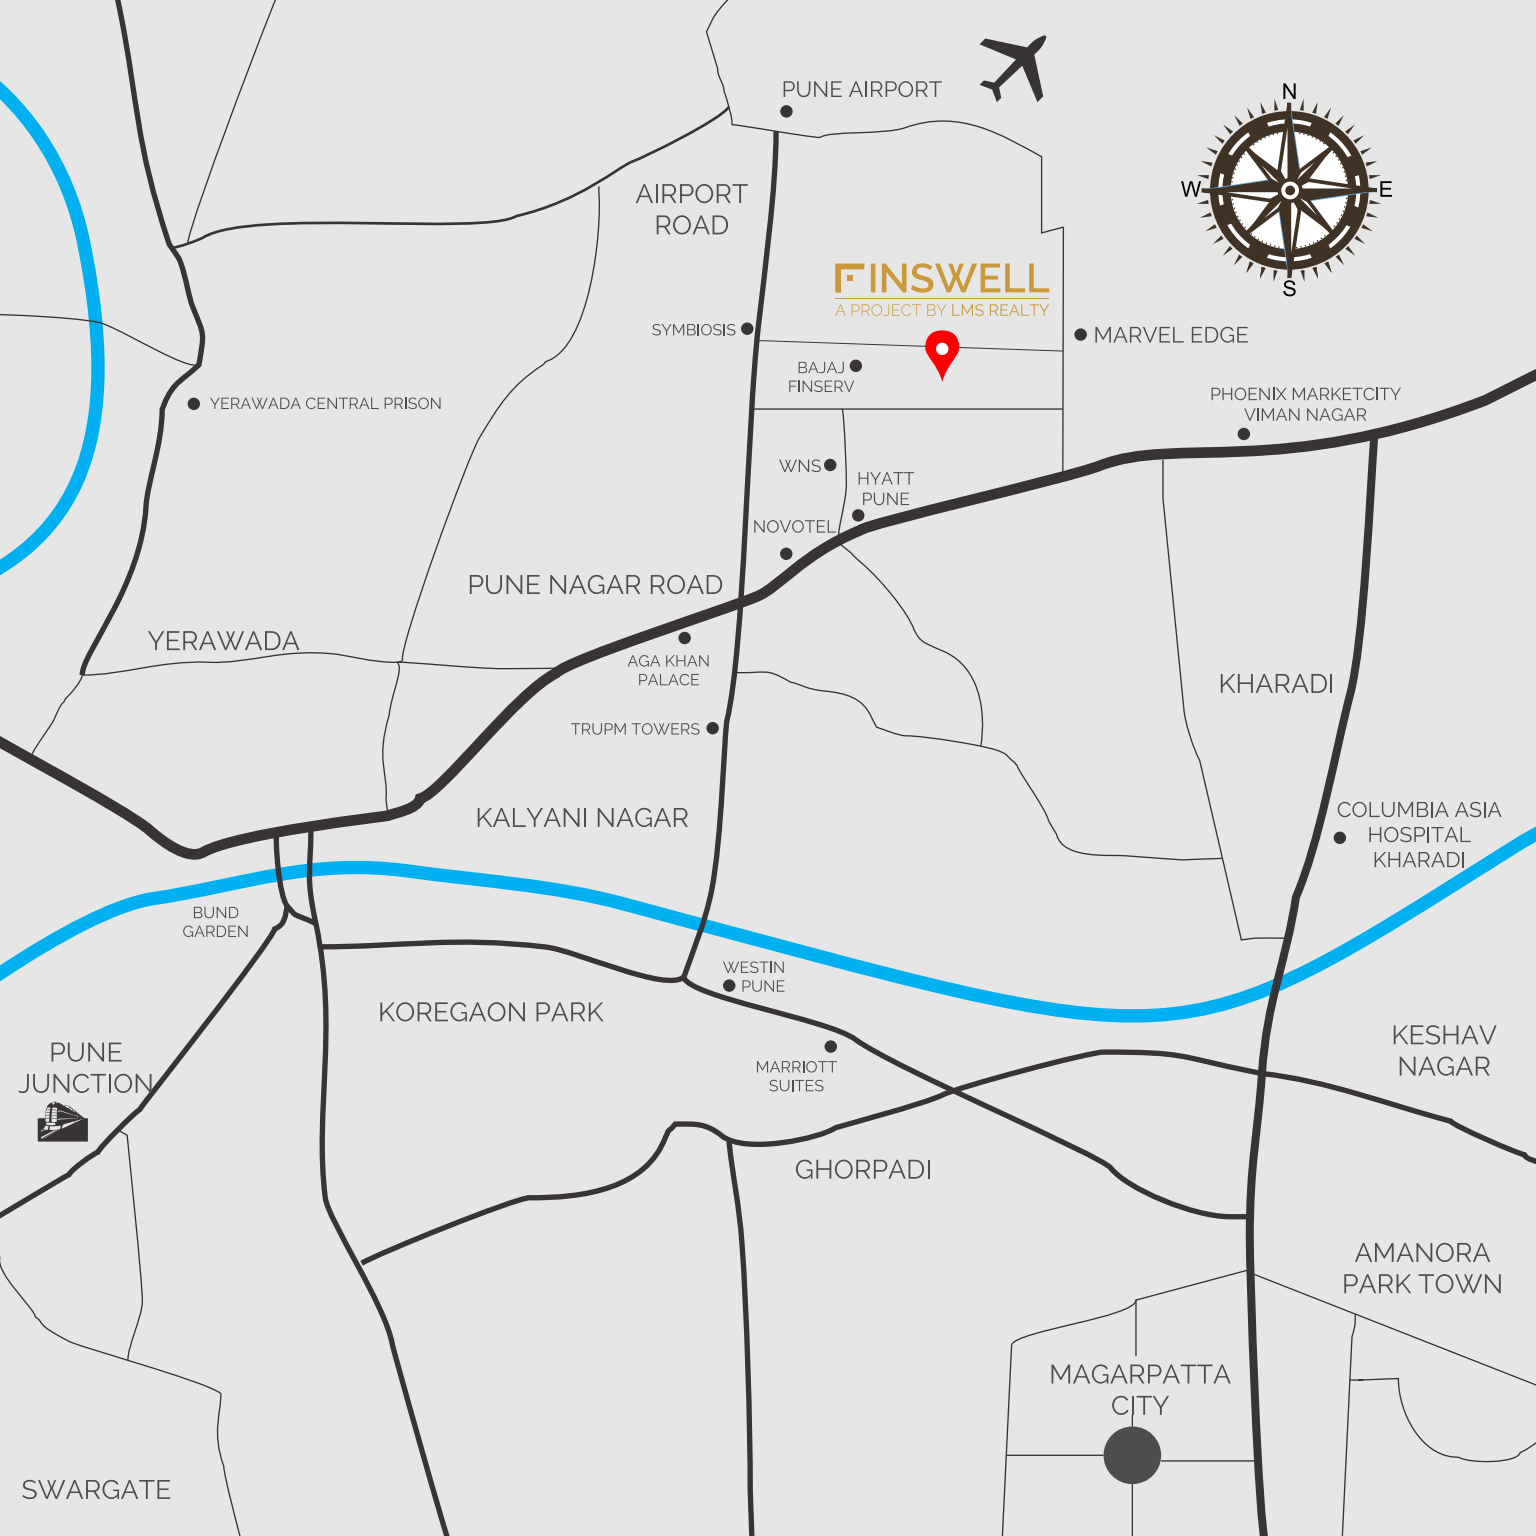 PUNE AIRPORT
N
W
E
S
AIRPORT
ROAD
FINSWELL
A PROJECT BY LMS REALTY
SYMBIOSIS
MARVEL EDGE
BAJAJ
FINSERV
PHOENIX MARKETCITY
VIMAN NAGAR
YERAWADA CENTRAL PRISON
WNS
HYATT
PUNE
NOVOTEL
PUNE NAGAR ROAD
YERAWADA
AGA KHAN
PALACE
KHARADI
TRUPM TOWERS
KALYANI NAGAR
COLUMBIA ASIA
HOSPITAL
KHARADI
BUND
GARDEN
WESTIN
PUNE
KOREGAON PARK
KESHAV
NAGAR
PUNE
JUNCTION
MARRIOTT
SUITES
GHORPADI
AMANORA
PARK TOWN
MAGARPATTA
CITY
SWARGATE